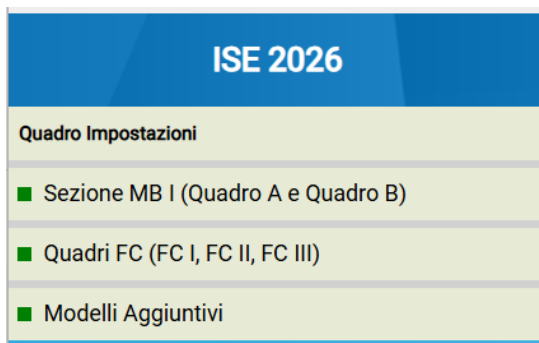 ISE 2026
Quadro Impostazioni
Sezione MB I (Quadro A e Quadro B)
Quadri FC (FC I, FC II, FC III)
Modelli Aggiuntivi